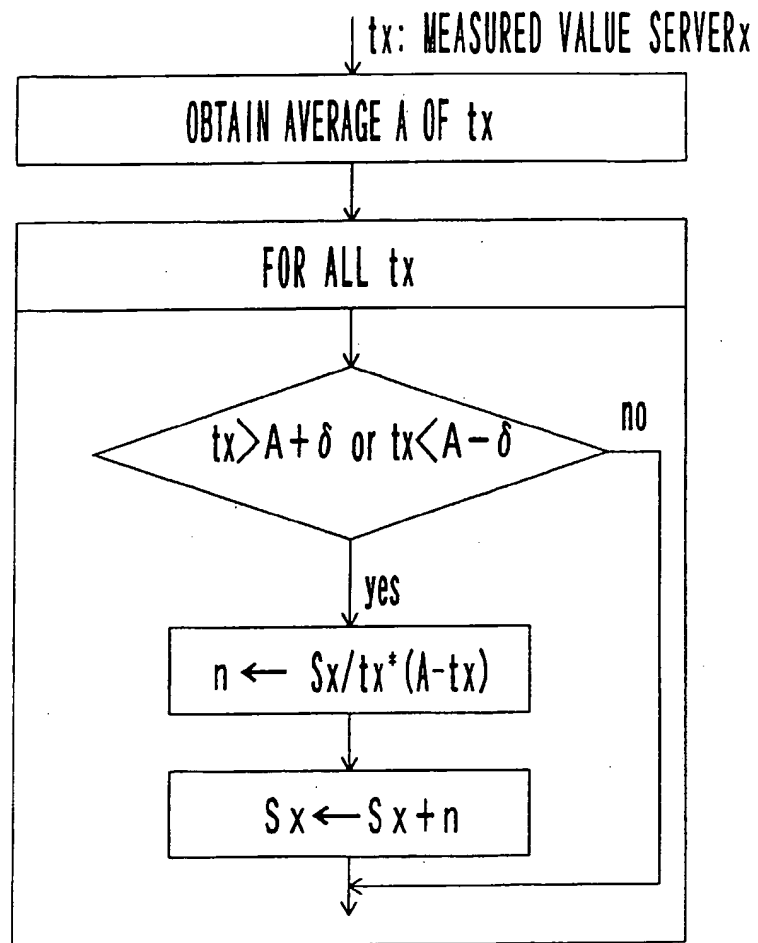 tx: MEASURED VALUE SERVERx
OBTAIN AVERAGE A OF tx
FOR ALL tx
tx>A+δ or tx<A-δ
no
yes
n ← Sx/tx*(A-tx)
Sx←Sx+n